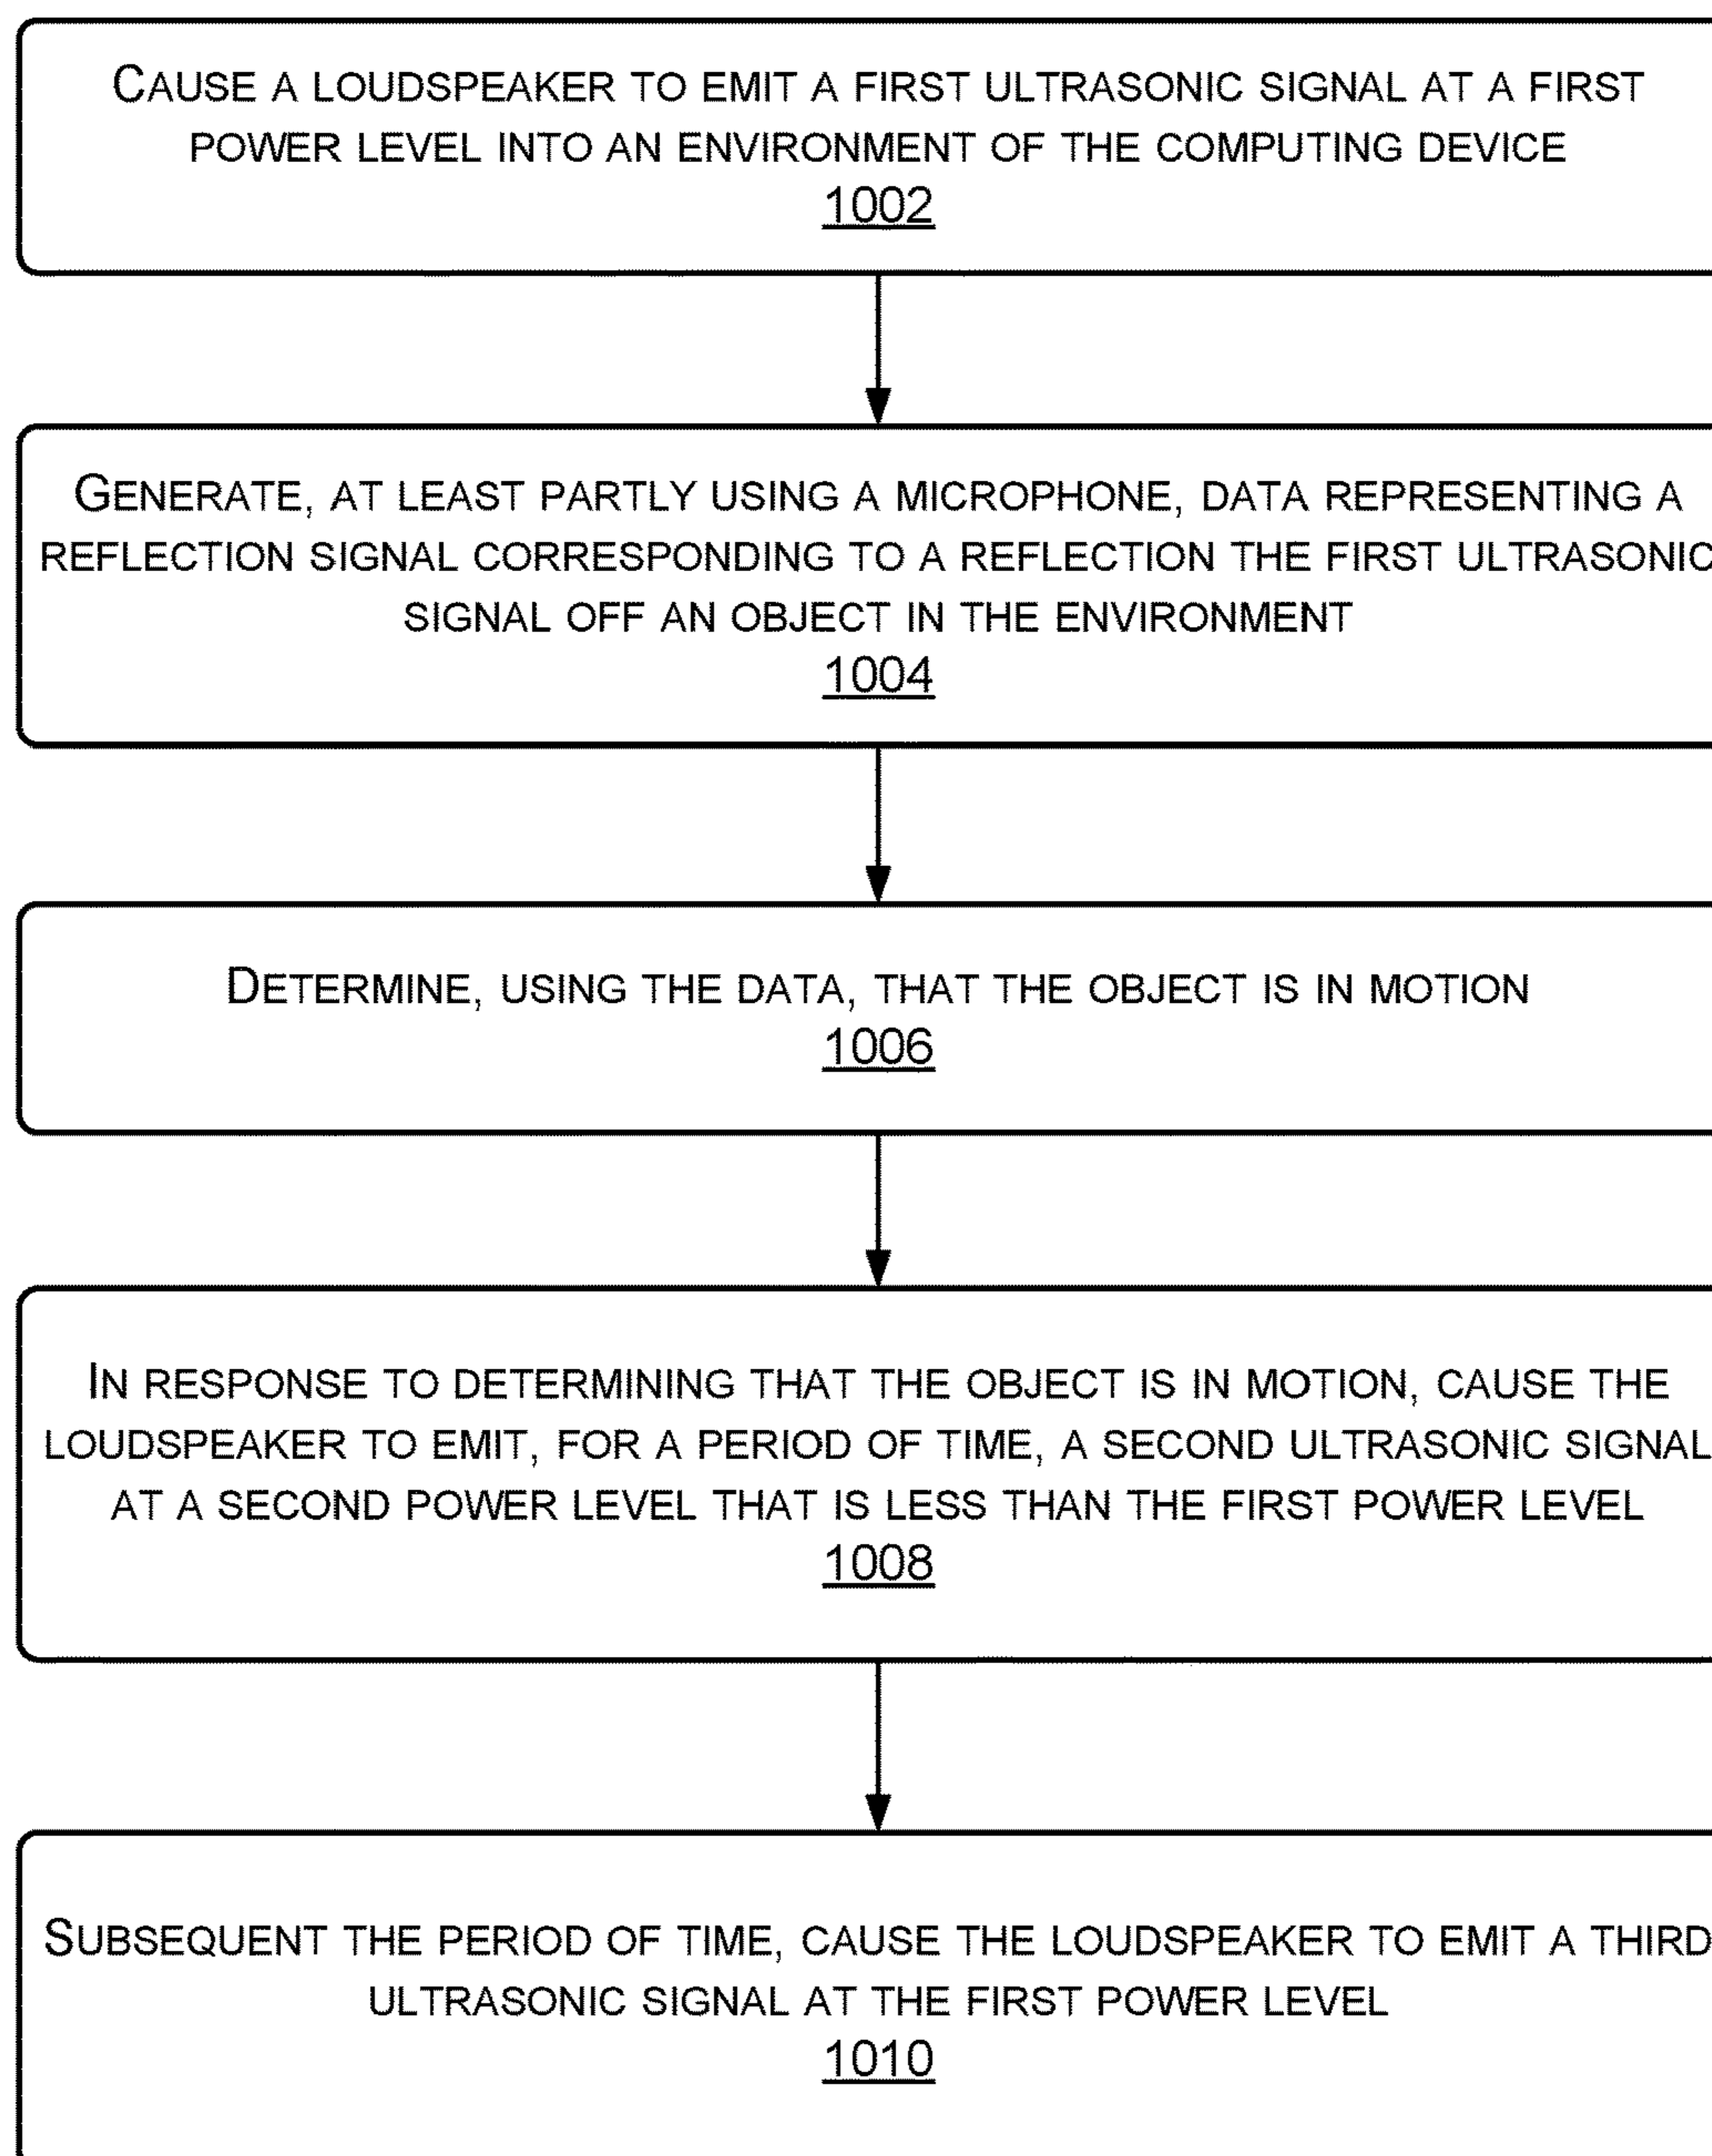 CAUSE A LOUDSPEAKER TO EMIT A FIRST ULTRASONIC SIGNAL AT A FIRST
POWER LEVEL INTO AN ENVIRONMENT OF THE COMPUTING DEVICE
1002
GENERATE, AT LEAST PARTLY USING A MICROPHONE, DATA REPRESENTING A
REFLECTION SIGNAL CORRESPONDING TO A REFLECTION THE FIRST ULTRASONIC
SIGNAL OFF AN OBJECT IN THE ENVIRONMENT
1004
DETERMINE, USING THE DATA, THAT THE OBJECT IS IN MOTION
1006
IN RESPONSE TO DETERMINING THAT THE OBJECT IS IN MOTION, CAUSE THE
LOUDSPEAKER TO EMIT, FOR A PERIOD OF TIME, A SECOND ULTRASONIC SIGNAL
AT A SECOND POWER LEVEL THAT IS LESS THAN THE FIRST POWER LEVEL
1008
SUBSEQUENT THE PERIOD OF TIME, CAUSE THE LOUDSPEAKER TO EMIT A THIRD
ULTRASONIC SIGNAL AT THE FIRST POWER LEVEL
1010